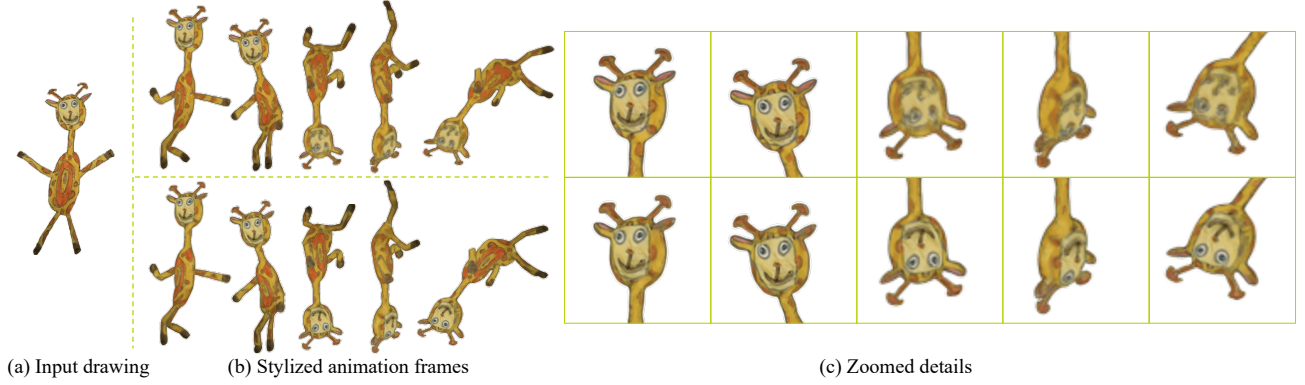 (a) Input drawing
(b) Stylized animation frames
(c) Zoomed details